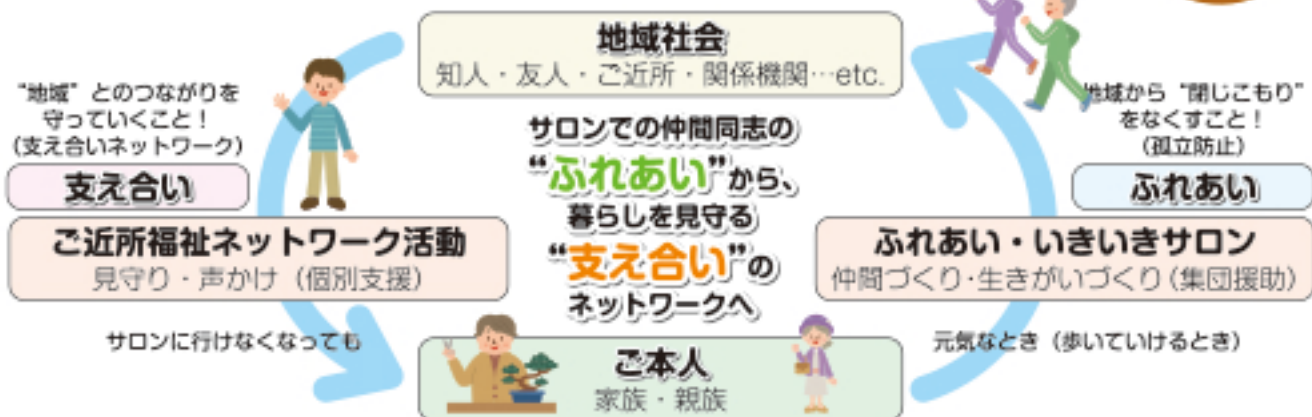 地域社会
知人・友人・ご近所・関係機関…etc.
“地域”とのつながりを
守っていくこと!
(支え合いネットワーク)
支え合い
ご近所福祉ネットワーク活動
見守り・声かけ(個別支援)
サロンに行けなくなっても
サロンでの仲間同志の
“ふれあい”から、
暮らしを見守る
“支え合い”の
ネットワークへ
地域から“閉じこもり”
をなくすこと!
(孤立防止)
ふれあい
ふれあい・いきいきサロン
仲間づくり・生きがいづくり(集団援助)
元気なとき(歩いていけるとき)
ご本人
家族・親族